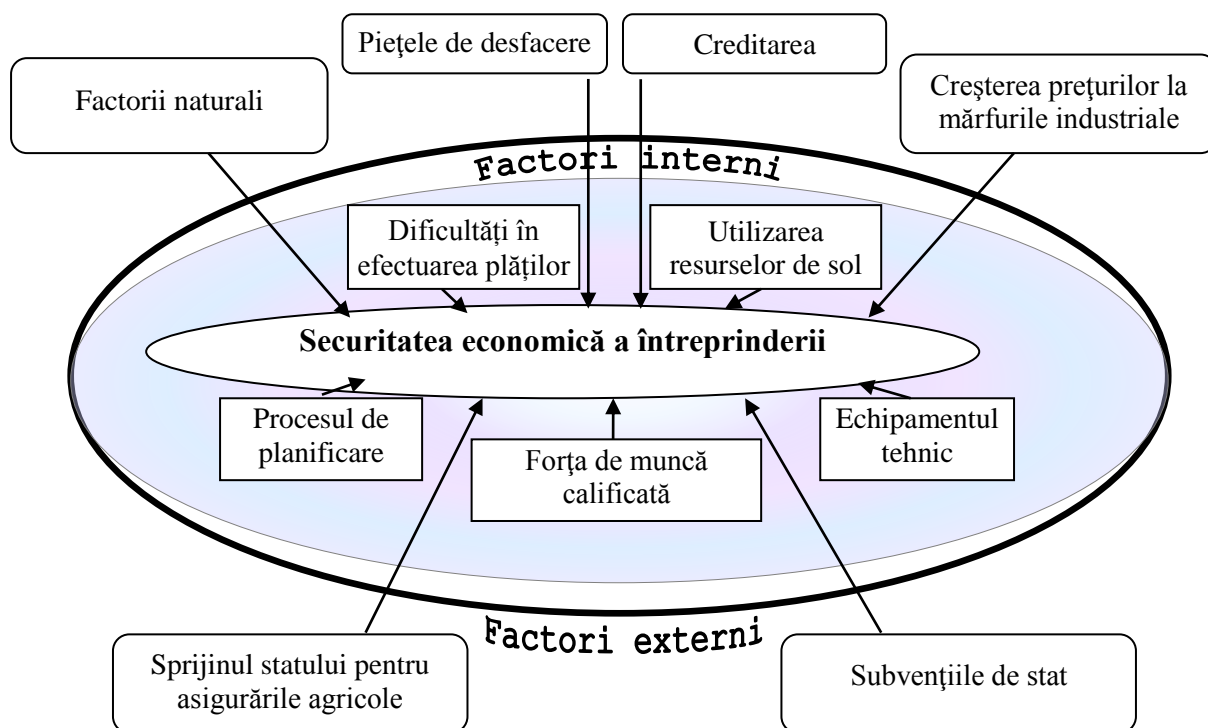 Pieţele de desfacere
Creditarea
Factorii naturali
Creşterea preţurilor la
mărfurile industriale
Factori interni
Dificultăți în
efectuarea plăților
Utilizarea
resurselor de sol
Securitatea economică a întreprinderii
Procesul de
planificare
Forţa de muncă
calificată
Echipamentul
tehnic
Factori externi
Sprijinul statului pentru
asigurările agricole
Subvenţiile de stat